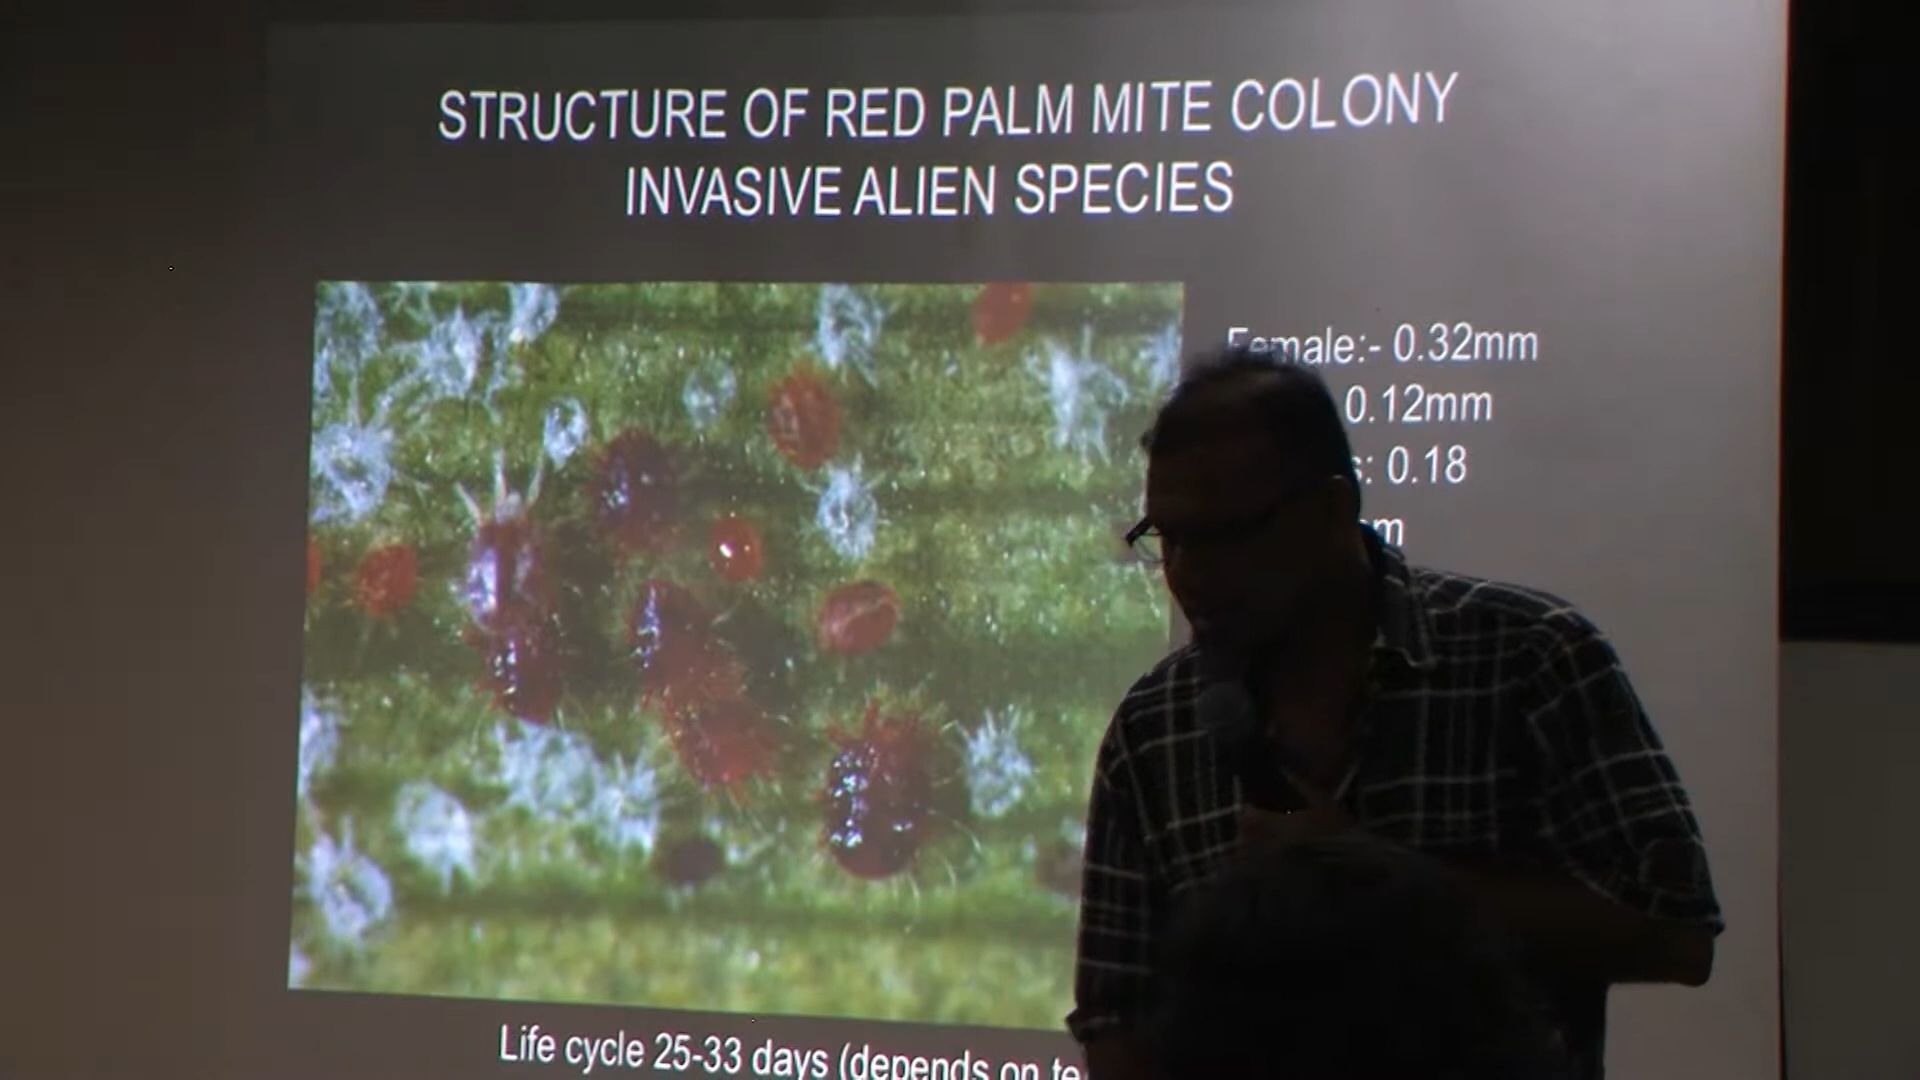 STRUCTURE OF RED PALM MITE COLONY
INVASIVE ALIEN SPECIES
Female:- 0.32mm
0.12mm
0.18
Life cycle 25-33 days (depends on